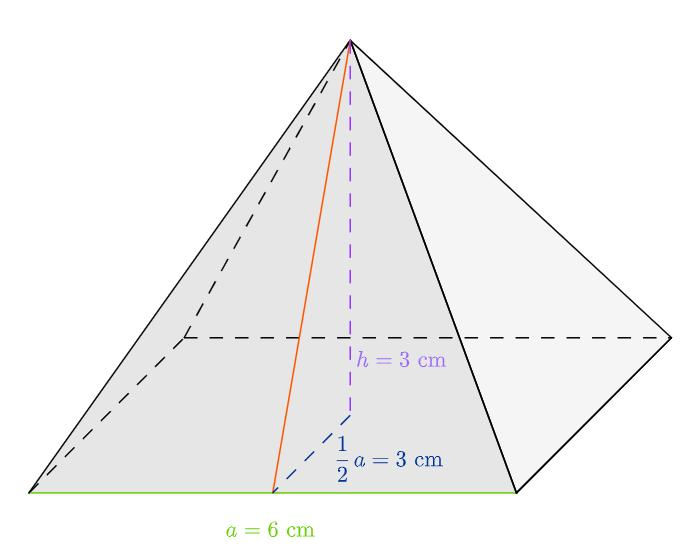 h = 3 cm
1/2 a = 3 cm
a = 6 cm